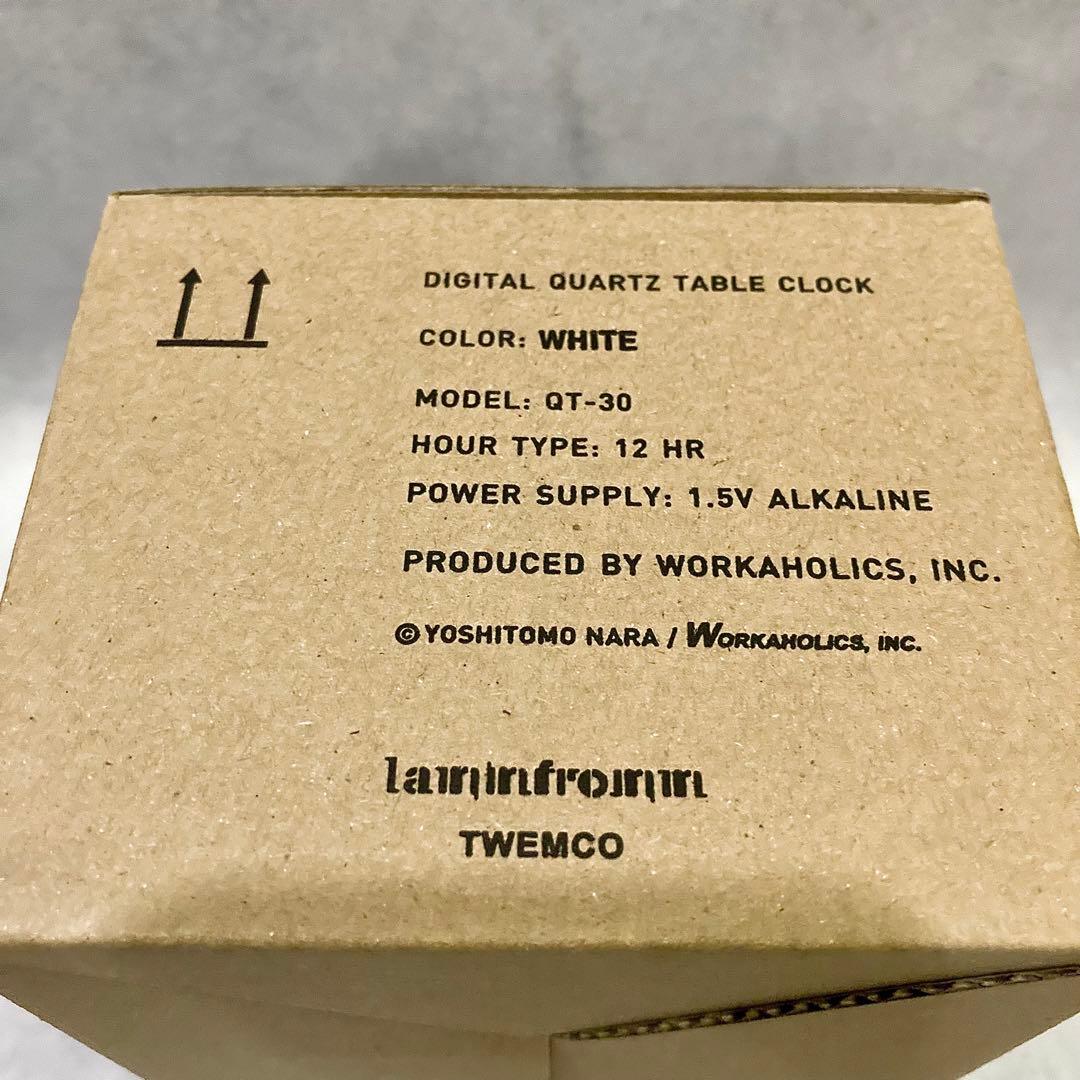 DIGITAL QUARTZ TABLE CLOCK
COLOR: WHITE
MODEL: QT-30
HOUR TYPE: 12 HR
POWER SUPPLY: 1.5V ALKALINE
PRODUCED BY WORKAHOLICS, INC.
©YOSHITOMO NARA / WORKAHOLICS, INC.
lammfromm
TWEMCO